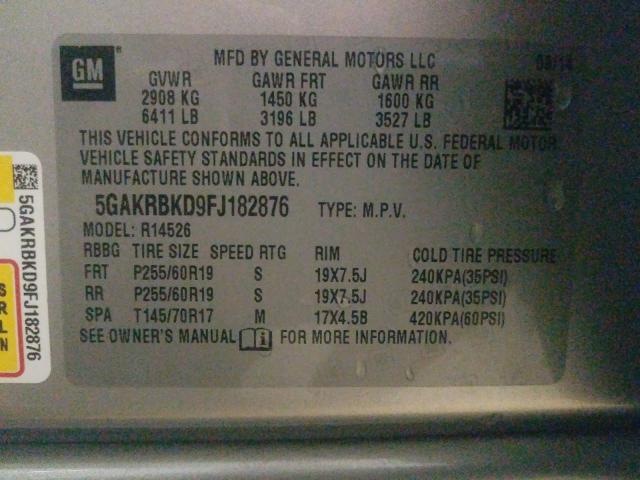 GM
MFD BY GENERAL MOTORS LLC 08/14
GVWR GAWR FRT GAWR RR
2908 KG 1450 KG 1600 KG
6411 LB 3196 LB 3527 LB
THIS VEHICLE CONFORMS TO ALL APPLICABLE U.S. FEDERAL MOTOR
VEHICLE SAFETY STANDARDS IN EFFECT ON THE DATE OF
MANUFACTURE SHOWN ABOVE.
5GAKRBKD9FJ182876 TYPE: M.P.V.
MODEL: R14526
RBBG TIRE SIZE SPEED RTG RIM COLD TIRE PRESSURE
FRT P255/60R19 S 19X7.5J 240KPA(35PSI)
RR P255/60R19 S 19X7.5J 240KPA(35PSI)
SPA T145/70R17 M 17X4.5B 420KPA(60PSI)
SEE OWNER'S MANUAL FOR MORE INFORMATION.
5GAKRBKD9FJ182876
S
R
L
N